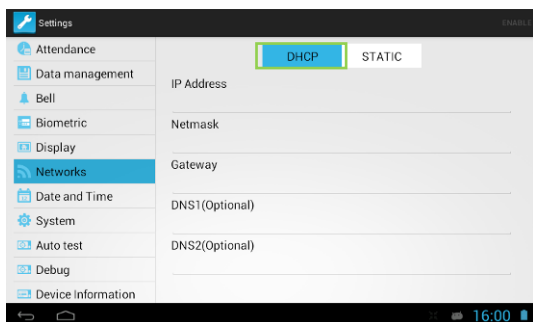 Settings
ENABLE
Attendance
Data management
Bell
Biometric
Display
Networks
Date and Time
System
Auto test
Debug
Device Information
DHCP STATIC
IP Address
Netmask
Gateway
DNS1(Optional)
DNS2(Optional)
16:00